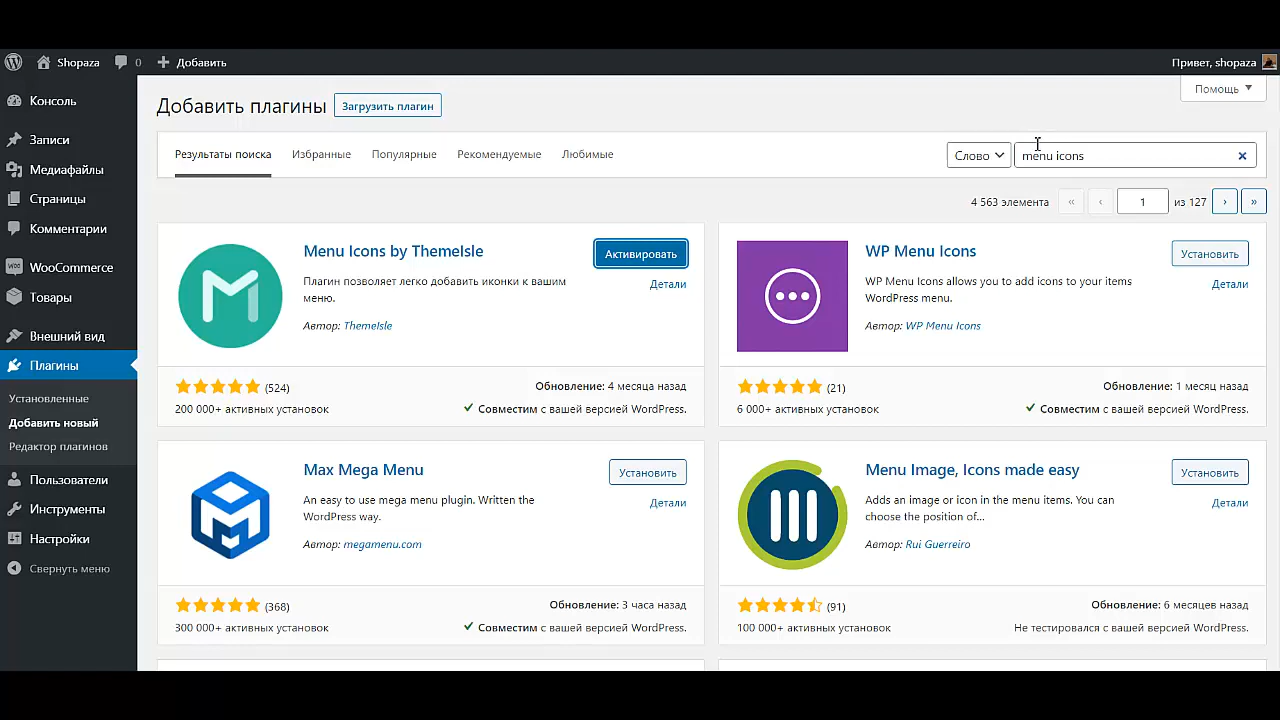 Shopaza 0 Добавить Привет, shopaza
Консоль
Записи
Медиафайлы
Страницы
Комментарии
WooCommerce
Товары
Внешний вид
Плагины
Установленные
Добавить новый
Редактор плагинов
Пользователи
Инструменты
Настройки
Свернуть меню
Помощь
Добавить плагины Загрузить плагин
Результаты поиска Избранные Популярные Рекомендуемые Любимые Слово menu icons
4 563 элемента « ‹ 1 из 127 › »
Menu Icons by ThemeIsle Активировать
Плагин позволяет легко добавить иконки к вашим Детали
меню.
Автор: ThemeIsle
(524) Обновление: 4 месяца назад
200 000+ активных установок Совместим с вашей версией WordPress.
WP Menu Icons Установить
WP Menu Icons allows you to add icons to your items Детали
WordPress menu.
Автор: WP Menu Icons
(21) Обновление: 1 месяц назад
6 000+ активных установок Совместим с вашей версией WordPress.
Max Mega Menu Установить
An easy to use mega menu plugin. Written the Детали
WordPress way.
Автор: megamenu.com
(368) Обновление: 3 часа назад
300 000+ активных установок Совместим с вашей версией WordPress.
Menu Image, Icons made easy Установить
Adds an image or icon in the menu items. You can Детали
choose the position of...
Автор: Rui Guerreiro
(91) Обновление: 6 месяцев назад
100 000+ активных установок Не тестировался с вашей версией WordPress.